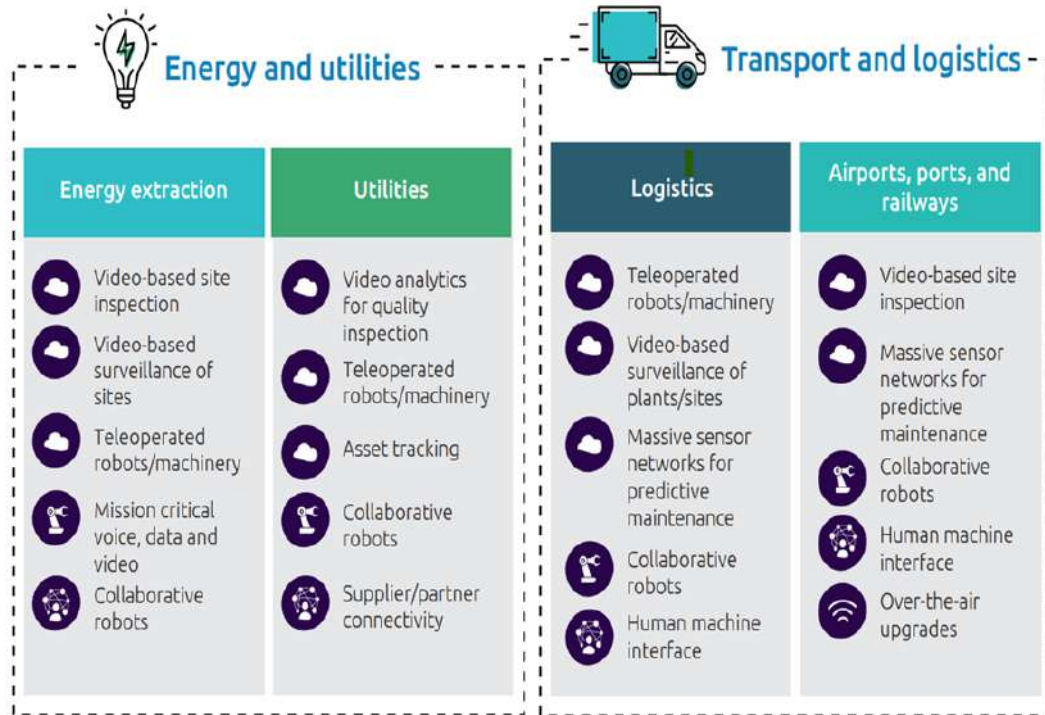 Energy and utilities
Transport and logistics
Energy extraction
Video-based site
inspection
Video-based
surveillance of
sites
Teleoperated
robots/machinery
Mission critical
voice, data and
video
Collaborative
robots
Utilities
Video analytics
for quality
inspection
Teleoperated
robots/machinery
Asset tracking
Collaborative
robots
Supplier/partner
connectivity
Logistics
Teleoperated
robots/machinery
Video-based
surveillance of
plants/sites
Massive sensor
networks for
predictive
maintenance
Collaborative
robots
Human machine
interface
Airports, ports, and
railways
Video-based site
inspection
Massive sensor
networks for
predictive
maintenance
Collaborative
robots
Human machine
interface
Over-the-air
upgrades